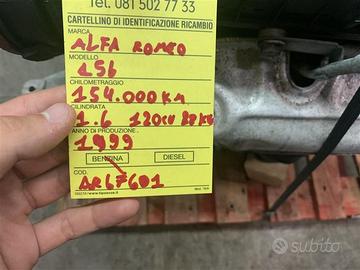 Tel. 081 502 77 33
CARTELLINO DI IDENTIFICAZIONE RICAMBIO
MARCA
ALFA ROMEO
MODELLO
156
CHILOMETRAGGIO
154.000 KM
CILINDRATA
1.6 120CV 88KW
ANNO DI PRODUZIONE
1999
BENZINA DIESEL
COD.
AR67601
subito